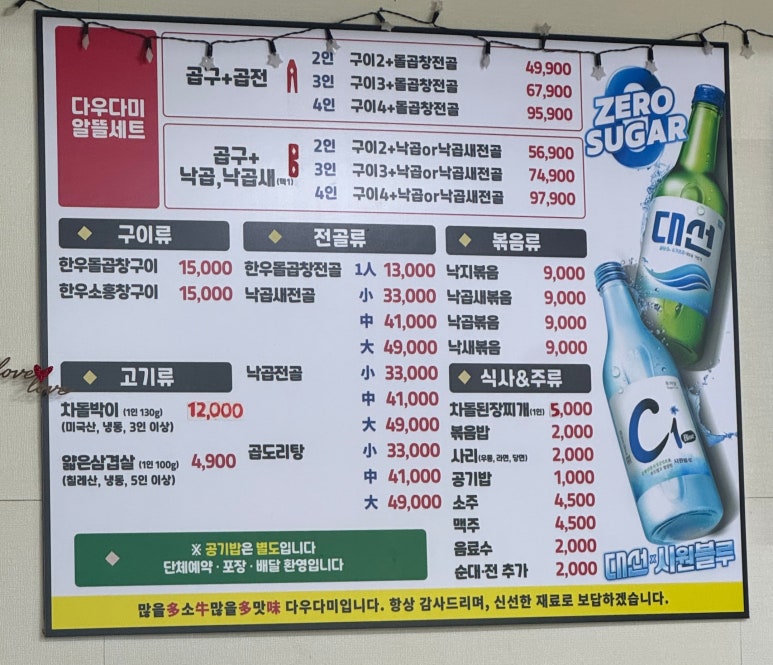 다우다미
알뜰세트
곱구+곱전 A
2인 구이2+돌곱창전골 49,900
3인 구이3+돌곱창전골 67,900
4인 구이4+돌곱창전골 95,900
곱구+
낙곱,낙곱새(택1) B
2인 구이2+낙곱or낙곱새전골 56,900
3인 구이3+낙곱or낙곱새전골 74,900
4인 구이4+낙곱or낙곱새전골 97,900
구이류
한우돌곱창구이 15,000
한우소홍창구이 15,000
전골류
한우돌곱창전골 1人 13,000
낙곱새전골 小 33,000
中 41,000
大 49,000
낙곱전골 小 33,000
中 41,000
大 49,000
곱도리탕 小 33,000
中 41,000
大 49,000
볶음류
낙지볶음 9,000
낙곱새볶음 9,000
낙곱볶음 9,000
낙새볶음 9,000
고기류
차돌박이 (1인 130g) 12,000
(미국산, 냉동, 3인 이상)
얇은삼겹살 (1인 100g) 4,900
(칠레산, 냉동, 5인 이상)
식사&주류
차돌된장찌개(1인) 5,000
볶음밥 2,000
사리(우동, 라면, 당면) 2,000
공기밥 1,000
소주 4,500
맥주 4,500
음료수 2,000
순대·전 추가 2,000
※ 공기밥은 별도입니다
단체예약 · 포장 · 배달 환영입니다
많을多소牛많을多맛味 다우다미입니다. 항상 감사드리며, 신선한 재료로 보답하겠습니다.
ZERO
SUGAR
대선
C1
Blue
대선×시원블루
love
love